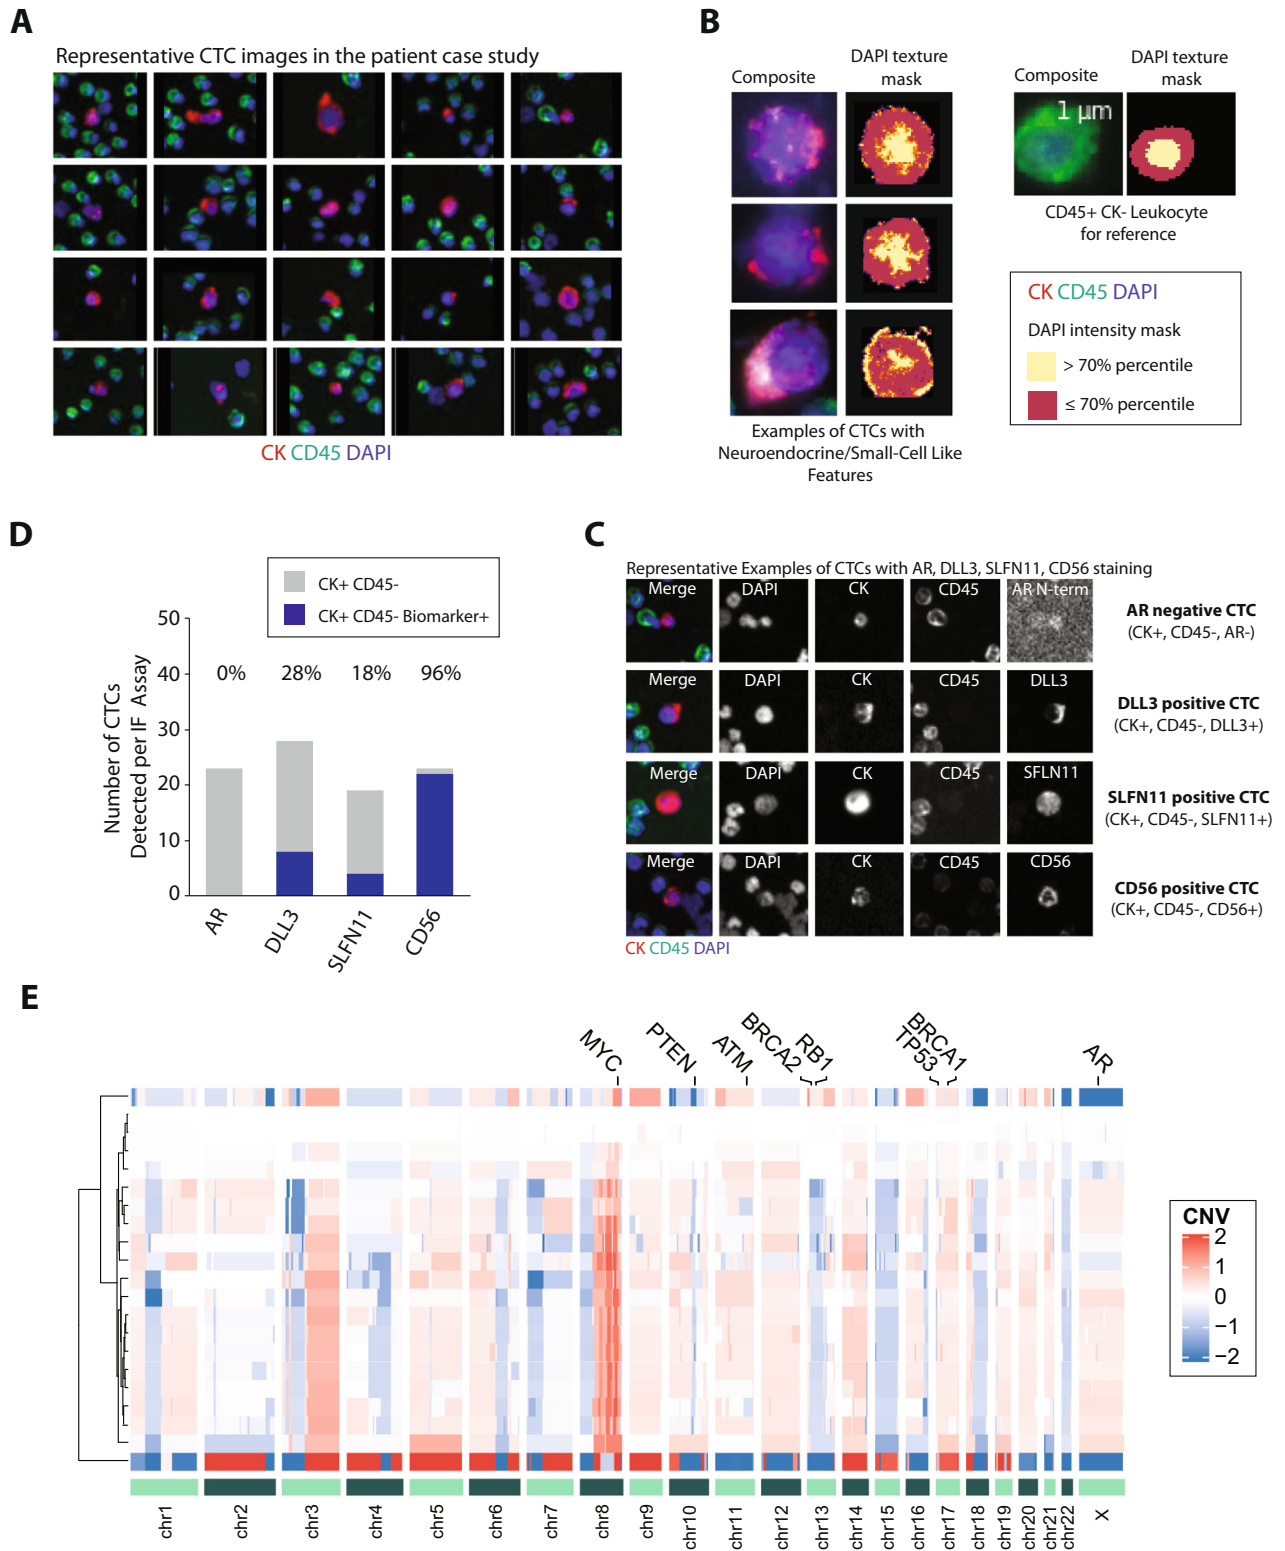 A
Representative CTC images in the patient case study
CK CD45 DAPI
B
Composite
DAPI texture
mask
Composite
DAPI texture
mask
1 μm
CD45+ CK- Leukocyte
for reference
CK CD45 DAPI
DAPI intensity mask
> 70% percentile
≤ 70% percentile
Examples of CTCs with
Neuroendocrine/Small-Cell Like
Features
D
CK+ CD45-
CK+ CD45- Biomarker+
Number of CTCs
Detected per IF Assay
50
40
30
20
10
0
0%
28%
18%
96%
AR
DLL3
SLFN11
CD56
C
Representative Examples of CTCs with AR, DLL3, SLFN11, CD56 staining
Merge
DAPI
CK
CD45
AR N-term
AR negative CTC
(CK+, CD45-, AR-)
Merge
DAPI
CK
CD45
DLL3
DLL3 positive CTC
(CK+, CD45-, DLL3+)
Merge
DAPI
CK
CD45
SFLN11
SLFN11 positive CTC
(CK+, CD45-, SLFN11+)
Merge
DAPI
CK
CD45
CD56
CD56 positive CTC
(CK+, CD45-, CD56+)
CK CD45 DAPI
E
MYC
PTEN
ATM
BRCA2
RB1
TP53
BRCA1
AR
CNV
2
1
0
−1
−2
chr1
chr2
chr3
chr4
chr5
chr6
chr7
chr8
chr9
chr10
chr11
chr12
chr13
chr14
chr15
chr16
chr17
chr18
chr19
chr20
chr21
chr22
X